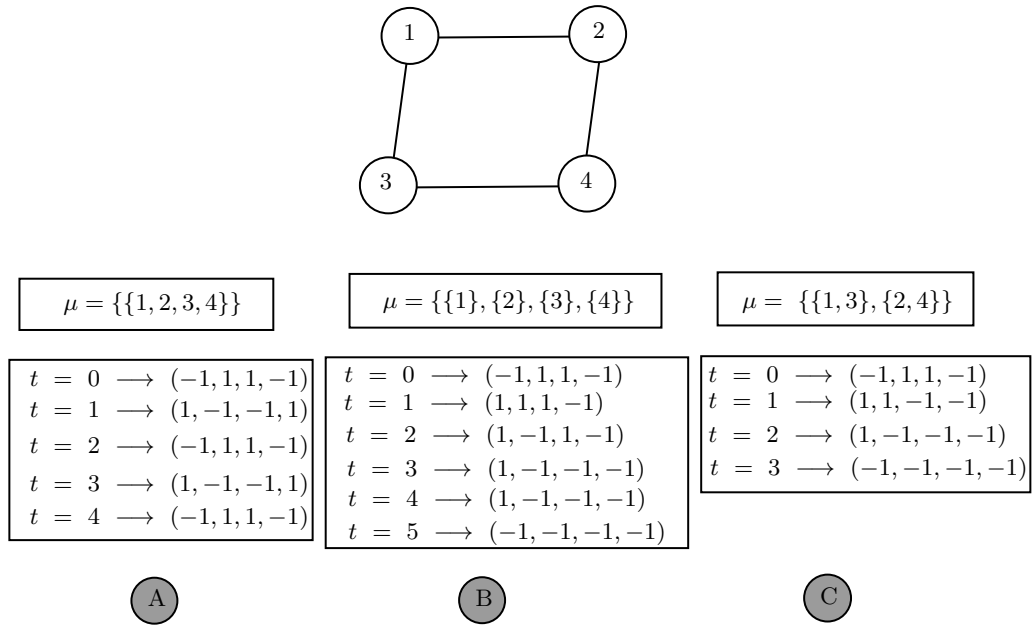 1
2
3
4
μ = {{1, 2, 3, 4}}
t = 0 ⟶ (−1, 1, 1, −1)
t = 1 ⟶ (1, −1, −1, 1)
t = 2 ⟶ (−1, 1, 1, −1)
t = 3 ⟶ (1, −1, −1, 1)
t = 4 ⟶ (−1, 1, 1, −1)
A
μ = {{1}, {2}, {3}, {4}}
t = 0 ⟶ (−1, 1, 1, −1)
t = 1 ⟶ (1, 1, 1, −1)
t = 2 ⟶ (1, −1, 1, −1)
t = 3 ⟶ (1, −1, −1, −1)
t = 4 ⟶ (1, −1, −1, −1)
t = 5 ⟶ (−1, −1, −1, −1)
B
μ = {{1, 3}, {2, 4}}
t = 0 ⟶ (−1, 1, 1, −1)
t = 1 ⟶ (1, 1, −1, −1)
t = 2 ⟶ (1, −1, −1, −1)
t = 3 ⟶ (−1, −1, −1, −1)
C